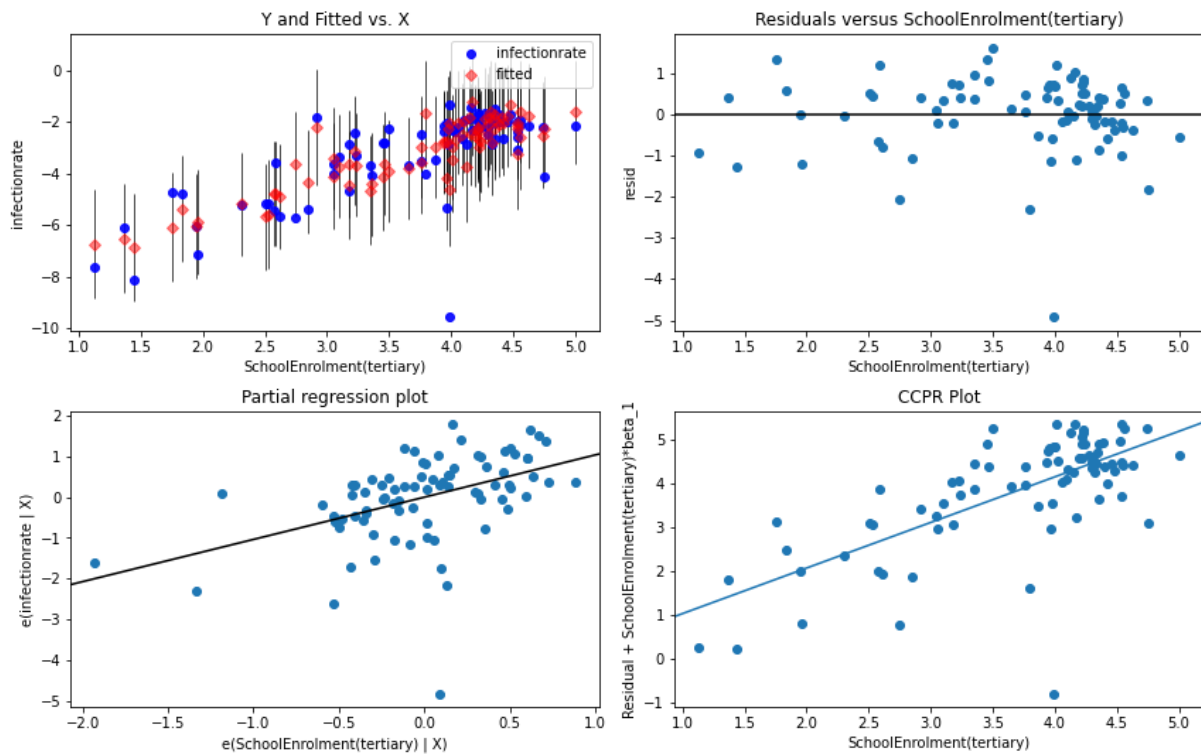 Y and Fitted vs. X
infectionrate
fitted
infectionrate
0
−2
−4
−6
−8
−10
1.0 1.5 2.0 2.5 3.0 3.5 4.0 4.5 5.0
SchoolEnrolment(tertiary)
Residuals versus SchoolEnrolment(tertiary)
resid
1
0
−1
−2
−3
−4
−5
1.0 1.5 2.0 2.5 3.0 3.5 4.0 4.5 5.0
SchoolEnrolment(tertiary)
Partial regression plot
e(infectionrate | X)
2
1
0
−1
−2
−3
−4
−5
−2.0 −1.5 −1.0 −0.5 0.0 0.5 1.0
e(SchoolEnrolment(tertiary) | X)
CCPR Plot
Residual + SchoolEnrolment(tertiary)*beta_1
5
4
3
2
1
0
−1
1.0 1.5 2.0 2.5 3.0 3.5 4.0 4.5 5.0
SchoolEnrolment(tertiary)